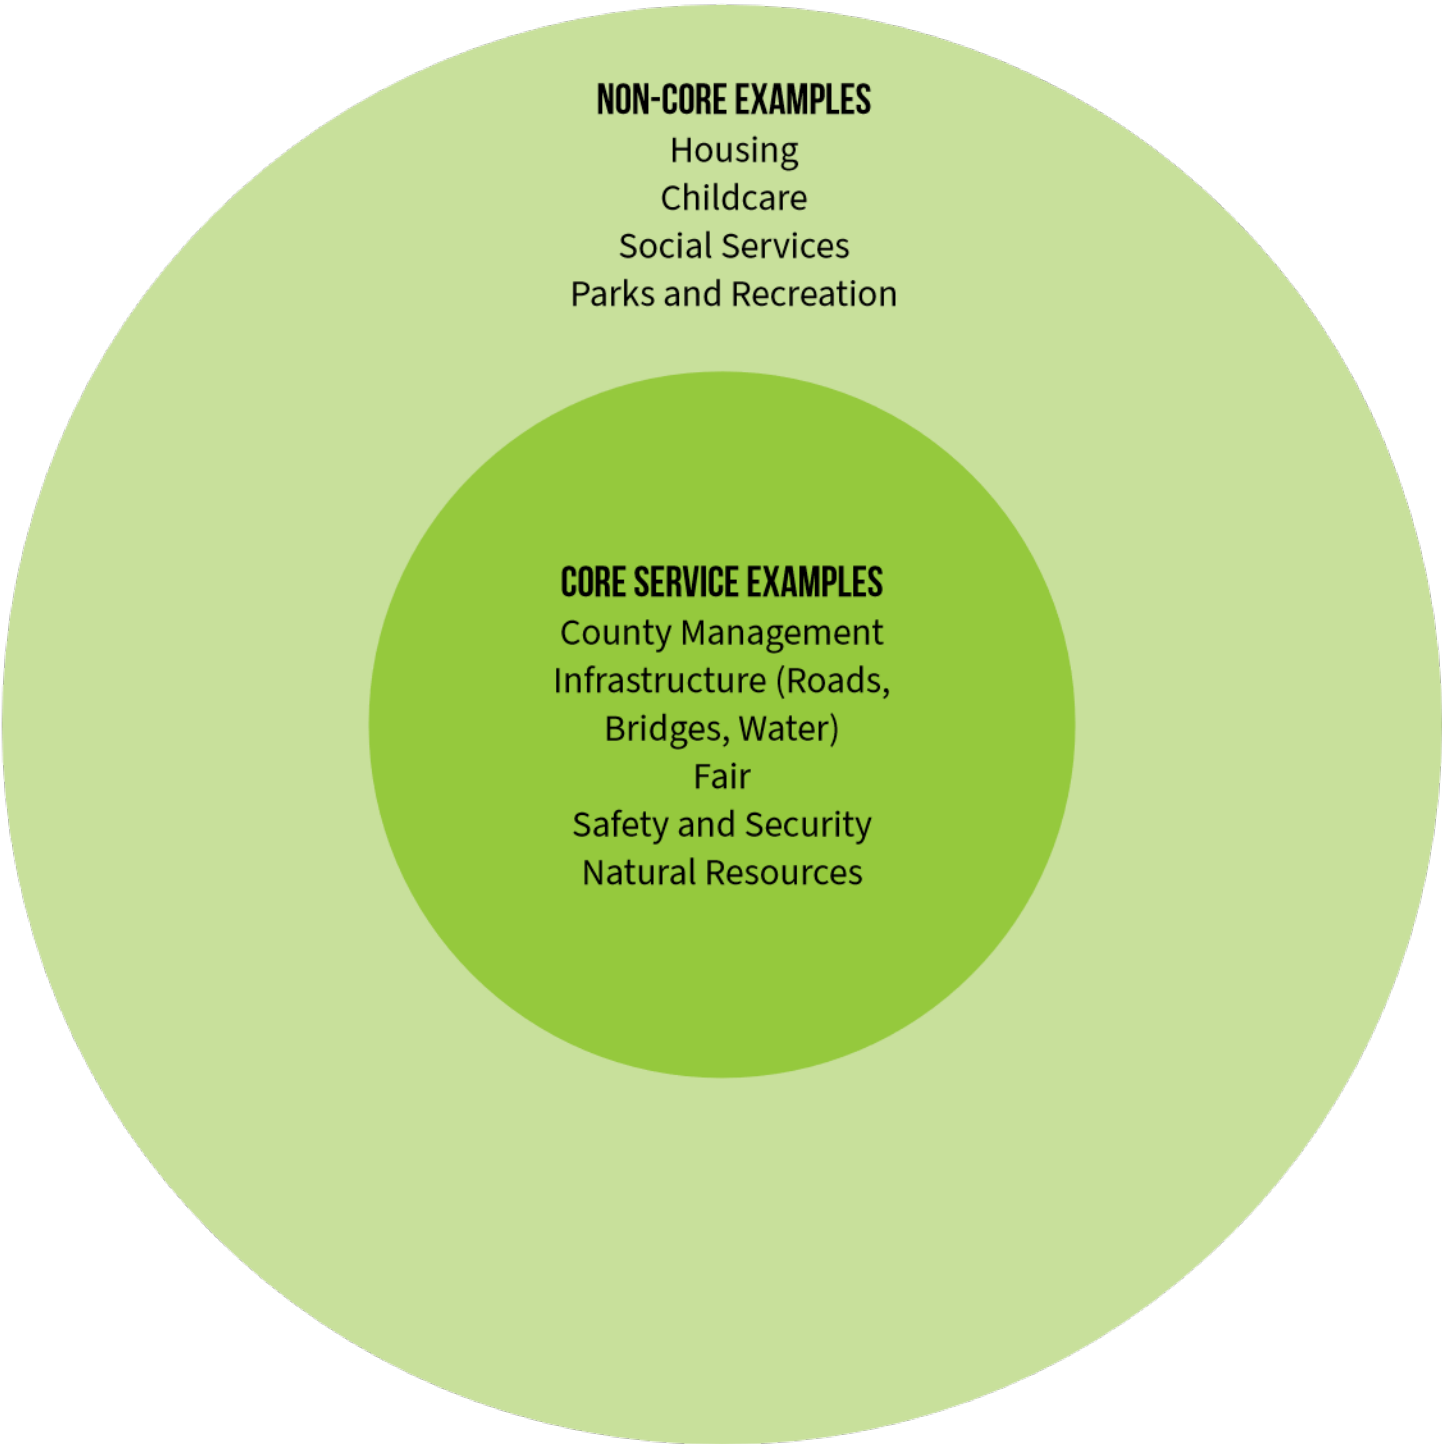 NON-CORE EXAMPLES
Housing
Childcare
Social Services
Parks and Recreation
CORE SERVICE EXAMPLES
County Management
Infrastructure (Roads,
Bridges, Water)
Fair
Safety and Security
Natural Resources